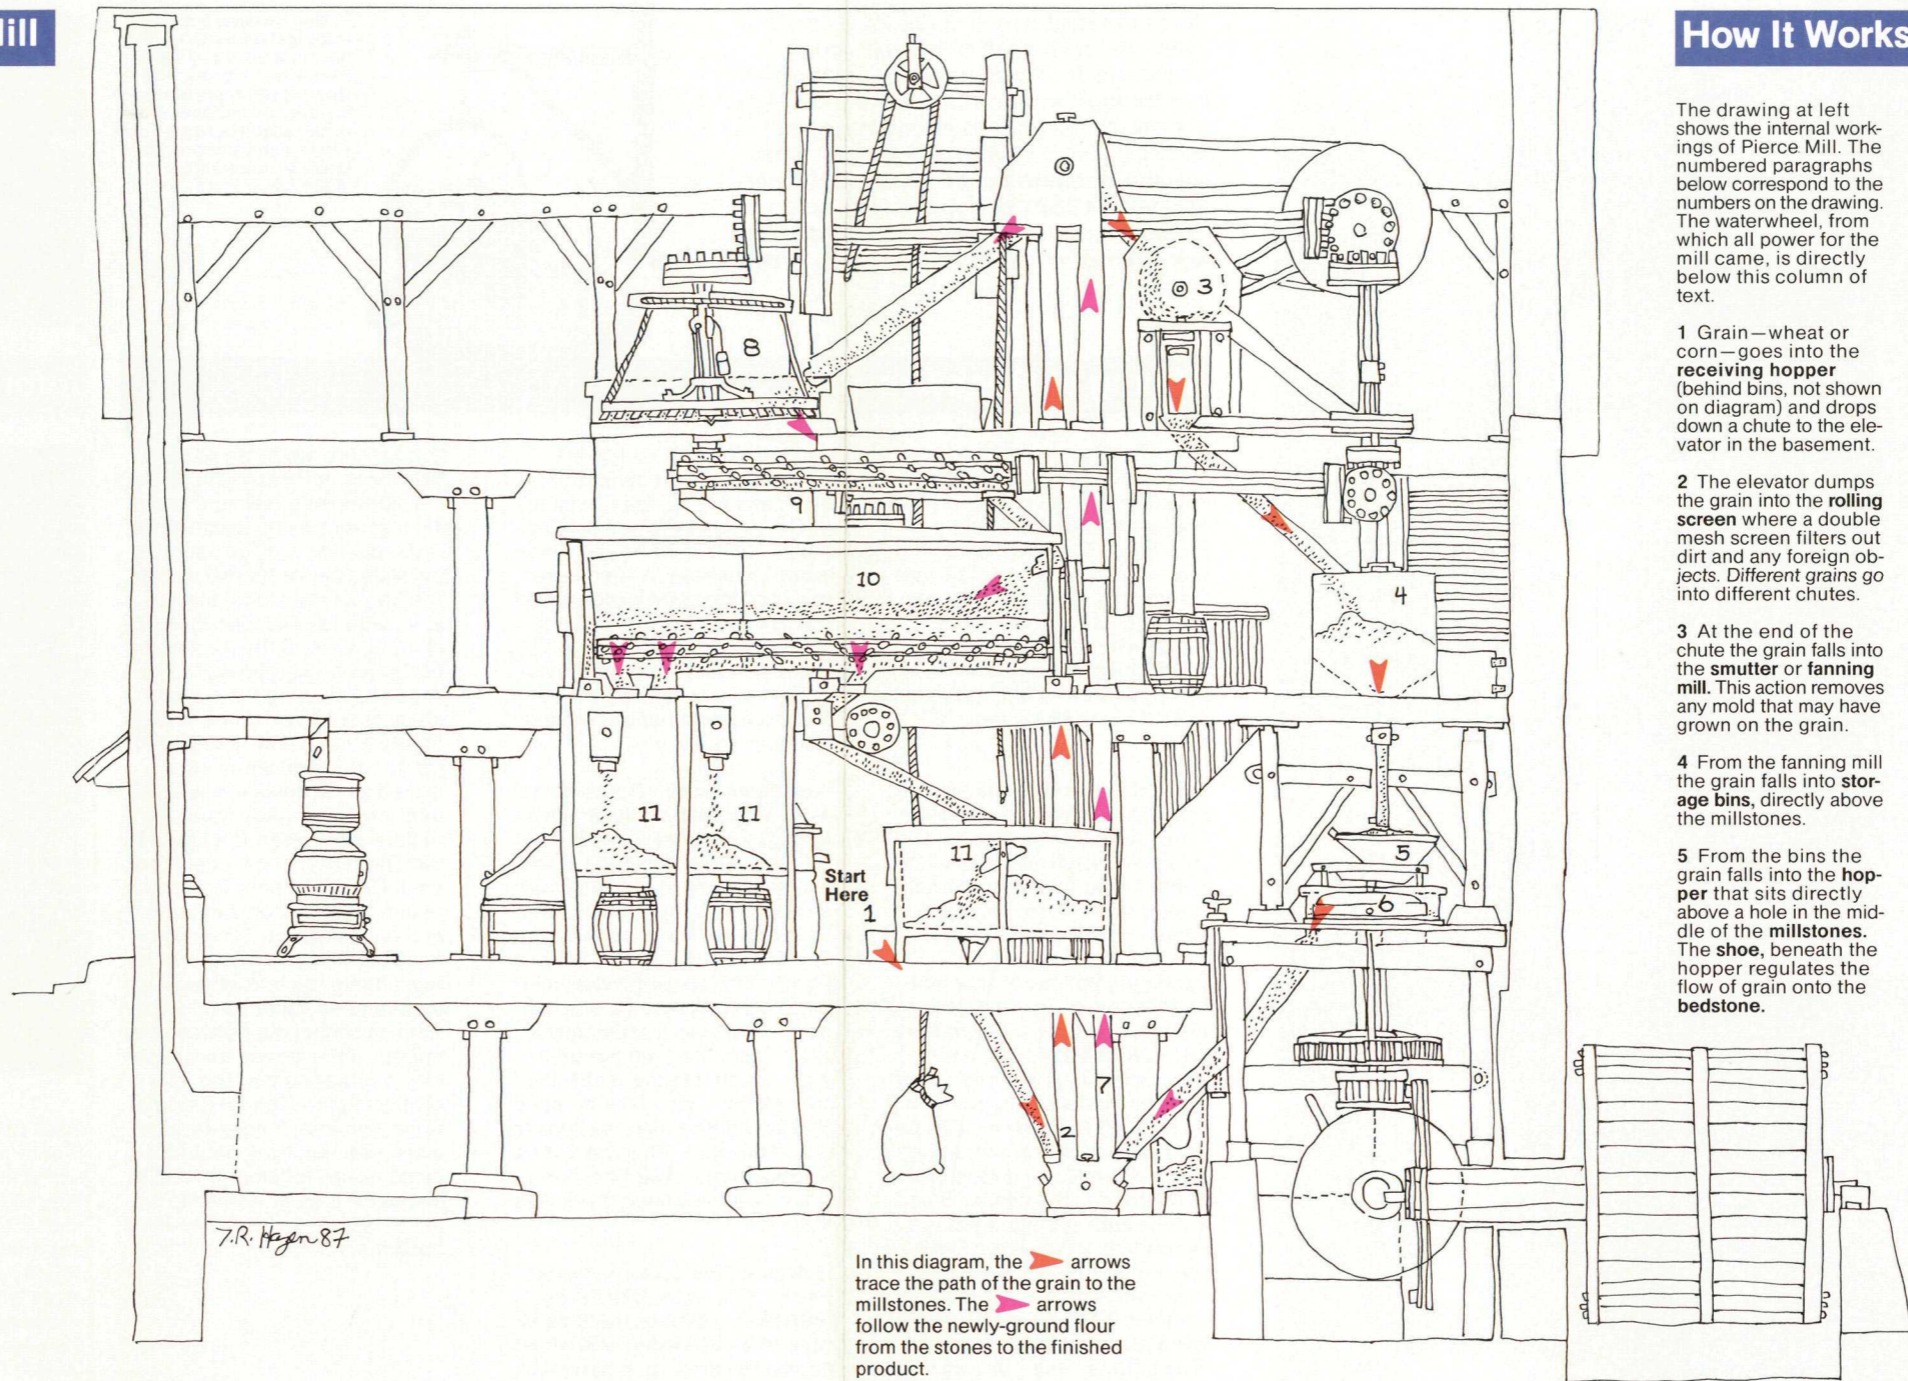 ill
How It Works
The drawing at left
shows the internal work-
ings of Pierce Mill. The
numbered paragraphs
below correspond to the
numbers on the drawing.
The waterwheel, from
which all power for the
mill came, is directly
below this column of
text.
1 Grain—wheat or
corn—goes into the
receiving hopper
(behind bins, not shown
on diagram) and drops
down a chute to the ele-
vator in the basement.
2 The elevator dumps
the grain into the rolling
screen where a double
mesh screen filters out
dirt and any foreign ob-
jects. Different grains go
into different chutes.
3 At the end of the
chute the grain falls into
the smutter or fanning
mill. This action removes
any mold that may have
grown on the grain.
4 From the fanning mill
the grain falls into stor-
age bins, directly above
the millstones.
5 From the bins the
grain falls into the hop-
per that sits directly
above a hole in the mid-
dle of the millstones.
The shoe, beneath the
hopper regulates the
flow of grain onto the
bedstone.
3
8
9
10
4
11
11
11
5
6
Start
Here
1
7
2
T.R. Hazen 87
In this diagram, the arrows
trace the path of the grain to the
millstones. The arrows
follow the newly-ground flour
from the stones to the finished
product.